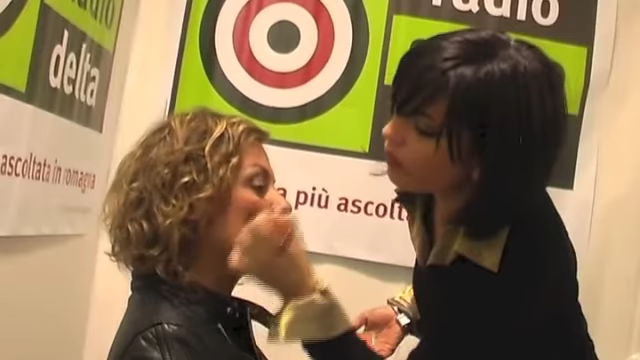 radio
delta
ascoltata in romagna
radio
a più ascolt